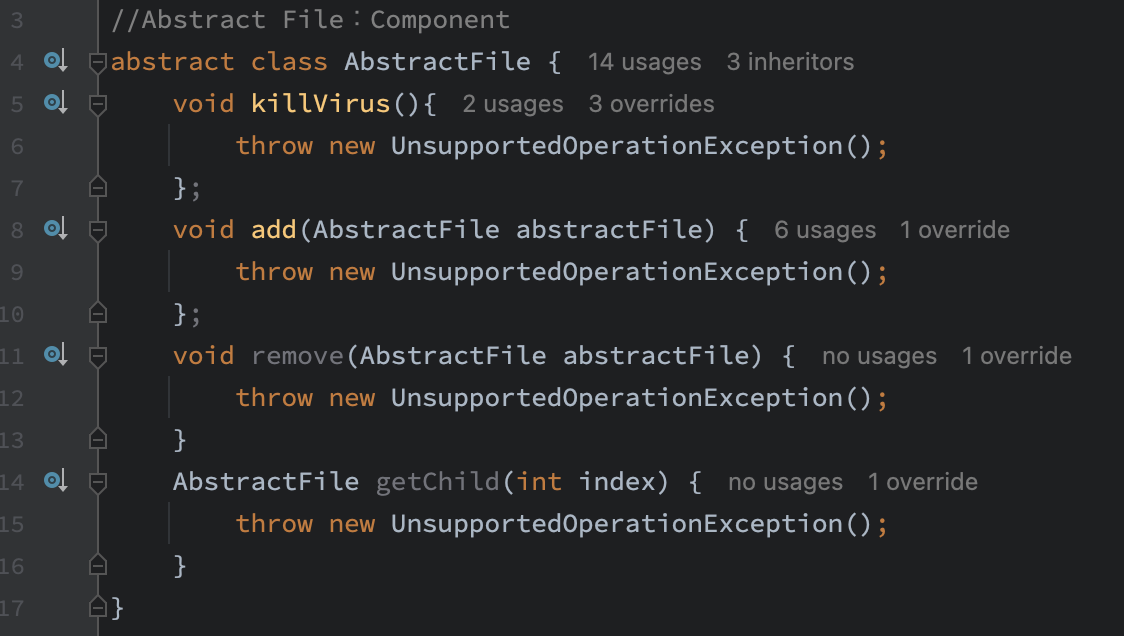 3 //Abstract File：Component
4 abstract class AbstractFile { 14 usages 3 inheritors
5 void killVirus(){ 2 usages 3 overrides
6 throw new UnsupportedOperationException();
7 };
8 void add(AbstractFile abstractFile) { 6 usages 1 override
9 throw new UnsupportedOperationException();
10 };
11 void remove(AbstractFile abstractFile) { no usages 1 override
12 throw new UnsupportedOperationException();
13 }
14 AbstractFile getChild(int index) { no usages 1 override
15 throw new UnsupportedOperationException();
16 }
17 }